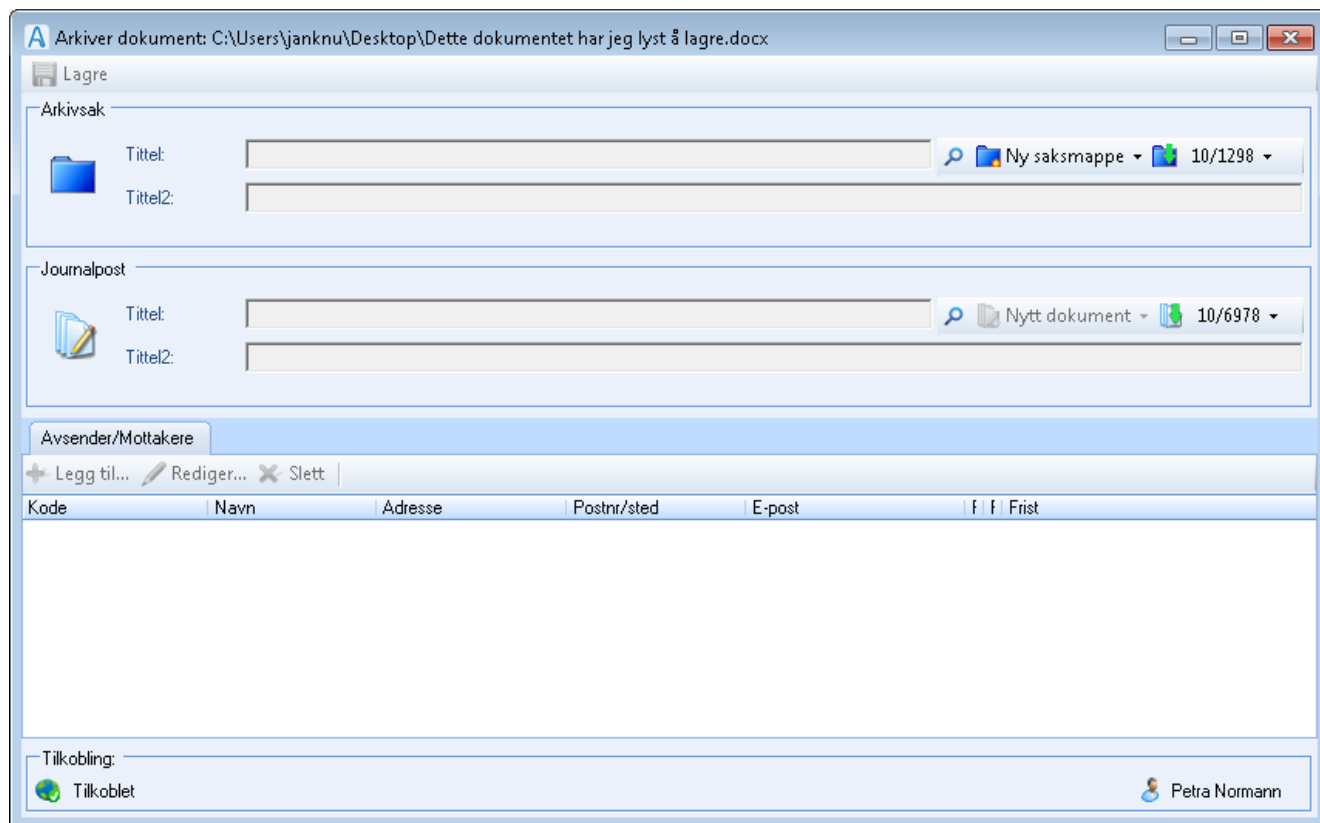 Arkiver dokument: C:\Users\janknu\Desktop\Dette dokumentet har jeg lyst å lagre.docx
Lagre
Arkivsak
Tittel: Ny saksmappe 10/1298
Tittel2:
Journalpost
Tittel: Nytt dokument 10/6978
Tittel2:
Avsender/Mottakere
Legg til... Rediger... Slett
Kode Navn Adresse Postnr/sted E-post F F Frist
Tilkobling:
Tilkoblet Petra Normann